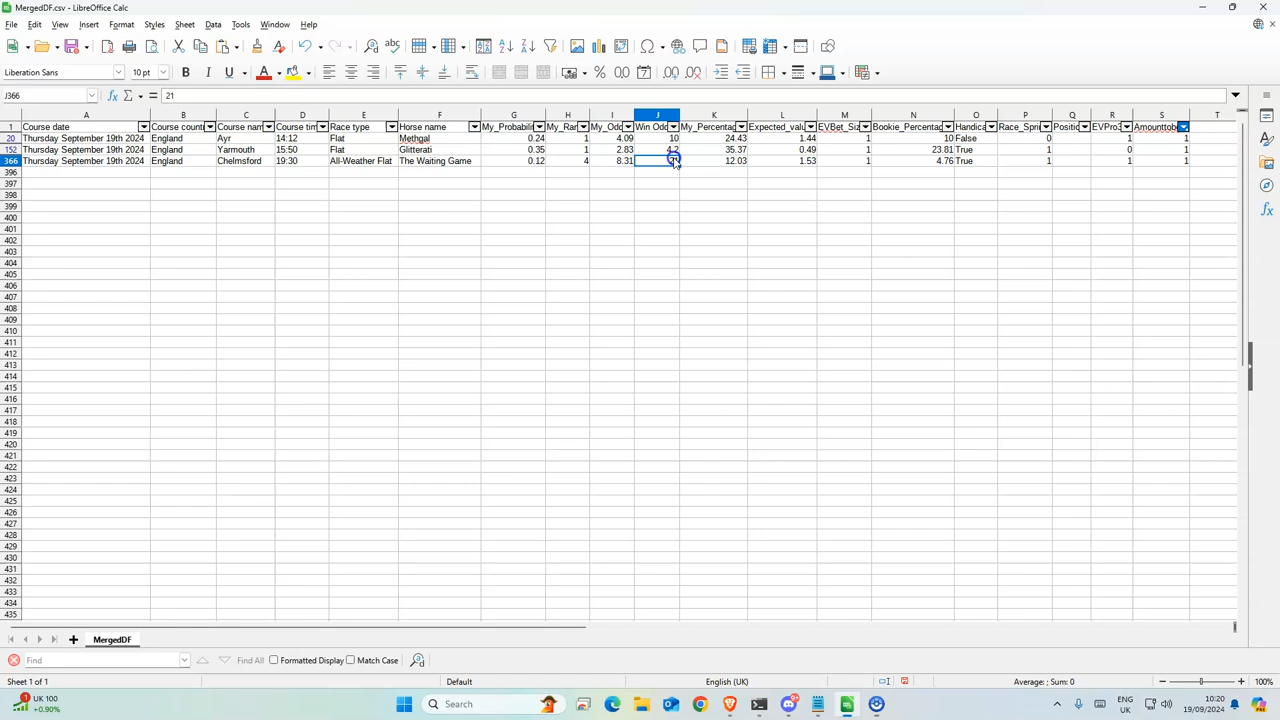 MergedDF.csv - LibreOffice Calc
File Edit View Insert Format Styles Sheet Data Tools Window Help
Liberation Sans 10 pt
J366 21
A B C D E F G H I J K L M N O P Q R S T
1 Course date Course count Course nar Course tim Race type Horse name My_Probabili My_Ra My_Od Win Odd My_Percentag Expected_valu EVBet_Siz Bookie_Percentag Handica Race_Sprin Positio EVPro Amounttob
20 Thursday September 19th 2024 England Ayr 14:12 Flat Methgal 0.24 1 4.09 10 24.43 1.44 1 10 False 0 1 1
152 Thursday September 19th 2024 England Yarmouth 15:50 Flat Glitterati 0.35 1 2.83 4.2 35.37 0.49 1 23.81 True 1 0 1
366 Thursday September 19th 2024 England Chelmsford 19:30 All-Weather Flat The Waiting Game 0.12 4 8.31 12.03 1.53 1 4.76 True 1 1 1
396
397
398
399
400
401
402
403
404
405
406
407
408
409
410
411
412
413
414
415
416
417
418
419
420
421
422
423
424
425
426
427
428
429
430
431
432
433
434
435
MergedDF
Find Find All Formatted Display Match Case
Sheet 1 of 1 Default English (UK) Average: ; Sum: 0 100%
UK 100
+0.90%
Search
ENG
UK
10:20
19/09/2024